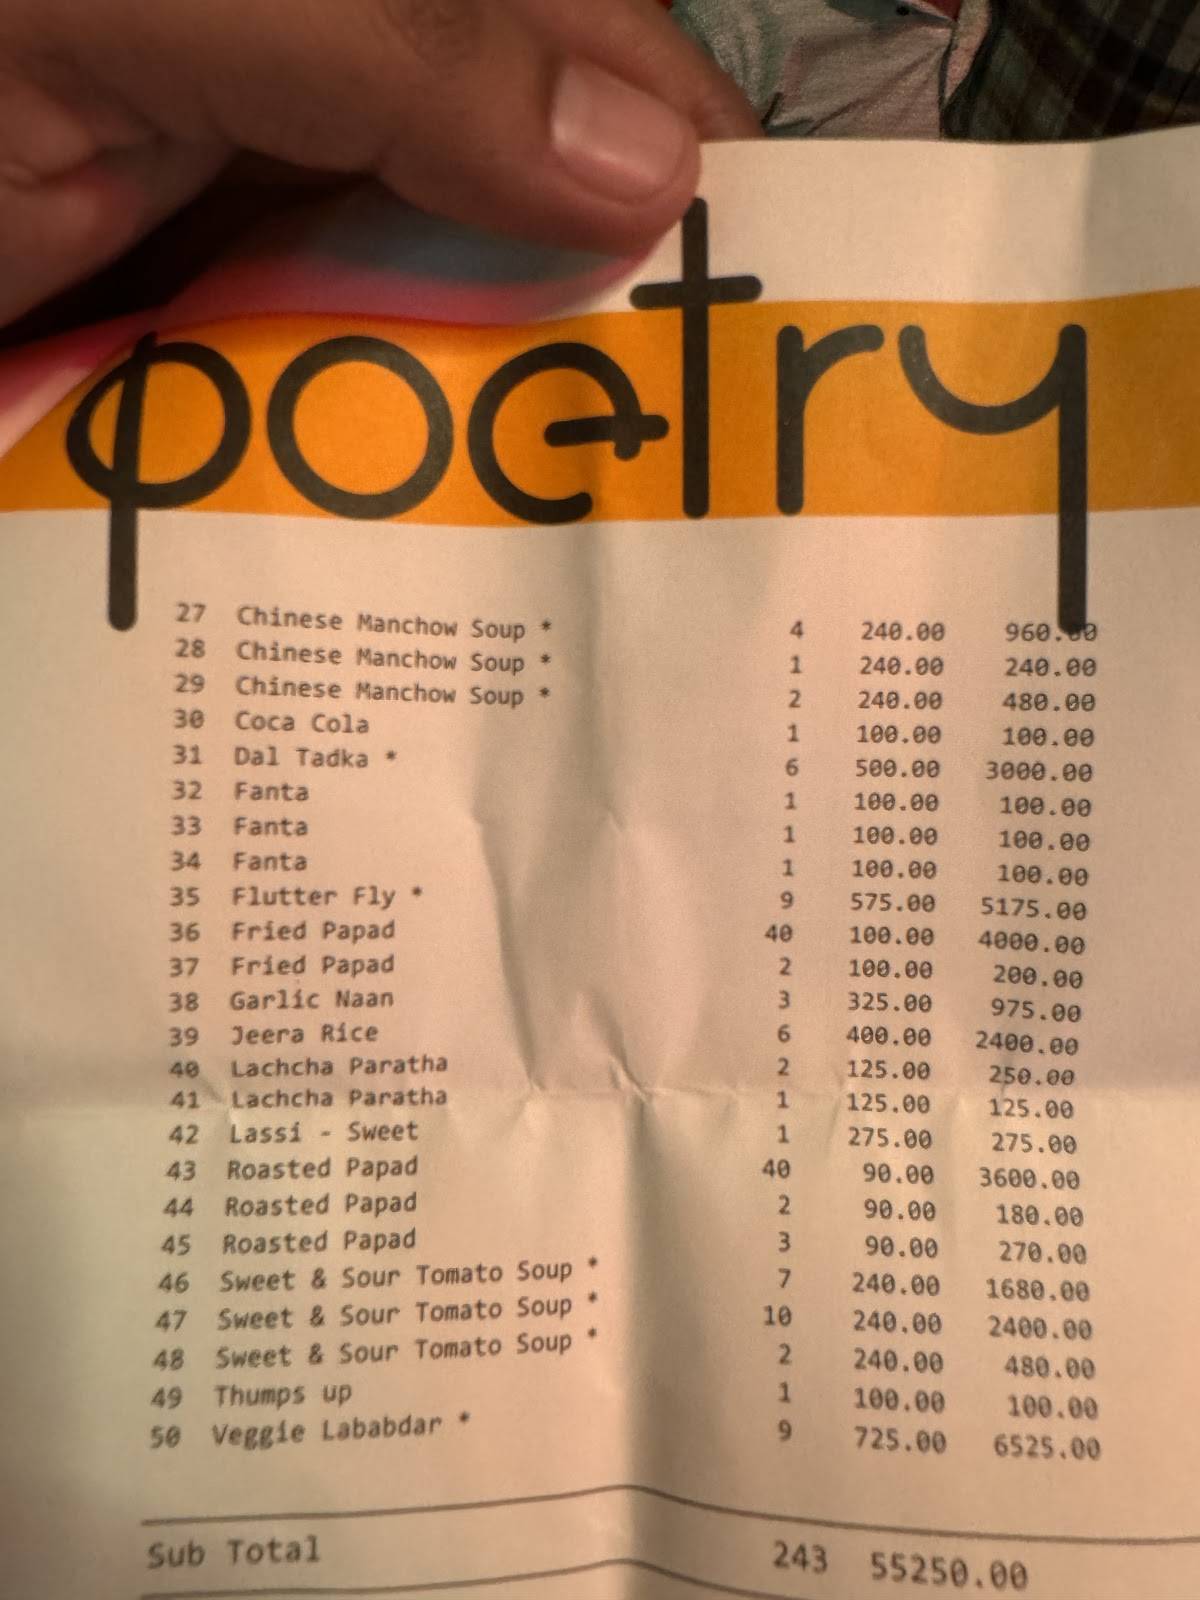 poetry
27 Chinese Manchow Soup * 4 240.00 960.00
28 Chinese Manchow Soup * 1 240.00 240.00
29 Chinese Manchow Soup * 2 240.00 480.00
30 Coca Cola 1 100.00 100.00
31 Dal Tadka * 6 500.00 3000.00
32 Fanta 1 100.00 100.00
33 Fanta 1 100.00 100.00
34 Fanta 1 100.00 100.00
35 Flutter Fly * 9 575.00 5175.00
36 Fried Papad 40 100.00 4000.00
37 Fried Papad 2 100.00 200.00
38 Garlic Naan 3 325.00 975.00
39 Jeera Rice 6 400.00 2400.00
40 Lachcha Paratha 2 125.00 250.00
41 Lachcha Paratha 1 125.00 125.00
42 Lassi - Sweet 1 275.00 275.00
43 Roasted Papad 40 90.00 3600.00
44 Roasted Papad 2 90.00 180.00
45 Roasted Papad 3 90.00 270.00
46 Sweet & Sour Tomato Soup * 7 240.00 1680.00
47 Sweet & Sour Tomato Soup * 10 240.00 2400.00
48 Sweet & Sour Tomato Soup * 2 240.00 480.00
49 Thumps up 1 100.00 100.00
50 Veggie Lababdar * 9 725.00 6525.00
Sub Total 243 55250.00